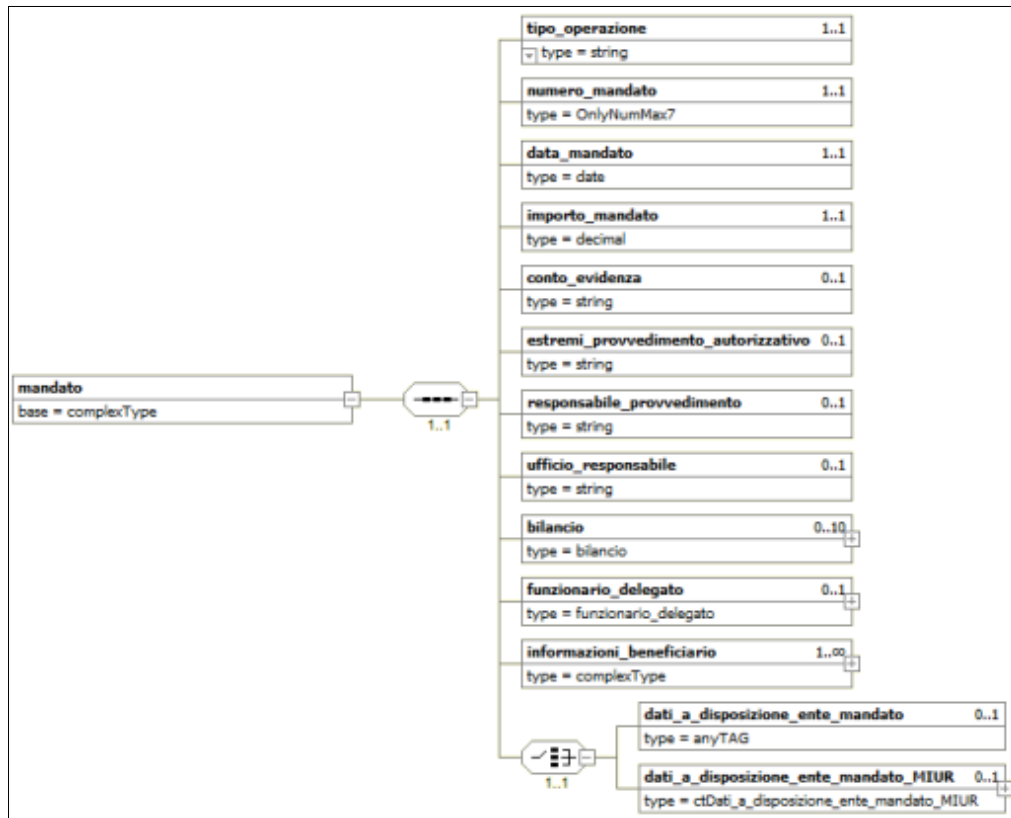 tipo_operazione 1..1
type = string
numero_mandato 1..1
type = OnlyNumMax7
data_mandato 1..1
type = date
importo_mandato 1..1
type = decimal
conto_evidenza 0..1
type = string
estremi_provvedimento_autorizzativo 0..1
type = string
mandato
base = complexType
1..1
responsabile_provvedimento 0..1
type = string
ufficio_responsabile 0..1
type = string
bilancio 0..10
type = bilancio
funzionario_delegato 0..1
type = funzionario_delegato
informazioni_beneficiario 1..∞
type = complexType
1..1
dati_a_disposizione_ente_mandato 0..1
type = anyTAG
dati_a_disposizione_ente_mandato_MIUR 0..1
type = ctDati_a_disposizione_ente_mandato_MIUR